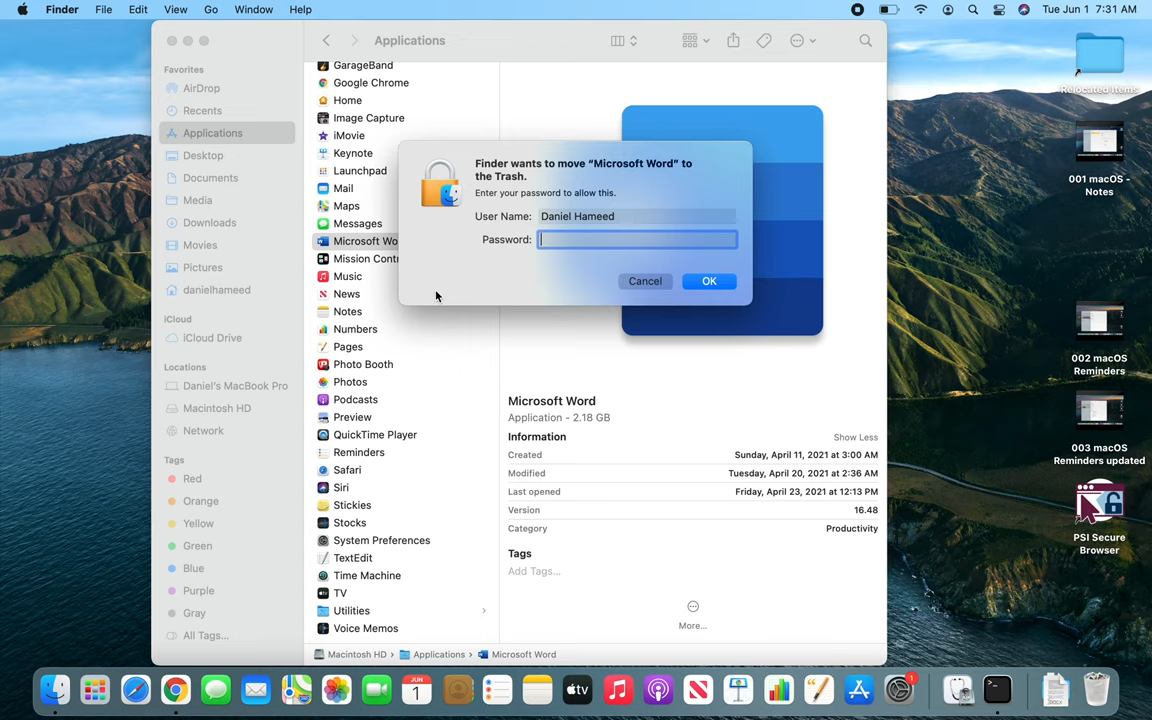 Finder File Edit View Go Window Help
Tue Jun 1 7:31 AM
Applications
Favorites
AirDrop
Recents
Applications
Desktop
Documents
Media
Downloads
Movies
Pictures
danielhameed
iCloud
iCloud Drive
Locations
Daniel's MacBook Pro
Macintosh HD
Network
Tags
Red
Orange
Yellow
Green
Blue
Purple
Gray
All Tags...
GarageBand
Google Chrome
Home
Image Capture
iMovie
Keynote
Launchpad
Mail
Maps
Messages
Microsoft Wo
Mission Cont
Music
News
Notes
Numbers
Pages
Photo Booth
Photos
Podcasts
Preview
QuickTime Player
Reminders
Safari
Siri
Stickies
Stocks
System Preferences
TextEdit
Time Machine
TV
Utilities
Voice Memos
Finder wants to move “Microsoft Word” to
the Trash.
Enter your password to allow this.
User Name: Daniel Hameed
Password:
Cancel OK
Microsoft Word
Application - 2.18 GB
Information Show Less
Created Sunday, April 11, 2021 at 3:00 AM
Modified Tuesday, April 20, 2021 at 2:36 AM
Last opened Friday, April 23, 2021 at 12:13 PM
Version 16.48
Category Productivity
Tags
Add Tags...
More...
Macintosh HD › Applications › Microsoft Word
Relocated Items
001 macOS -
Notes
002 macOS
Reminders
003 macOS
Reminders updated
PSI Secure
Browser
JUN
1
tv
1
DOCX